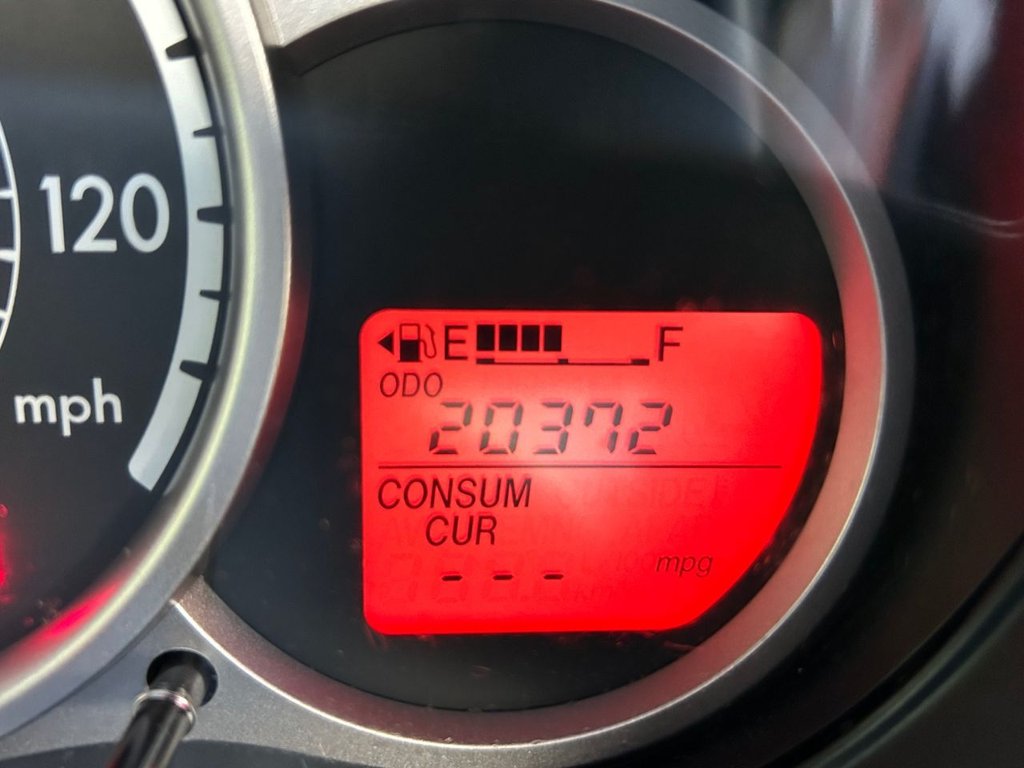 120
mph
E F
ODO
20372
CONSUM
CUR
--- mpg